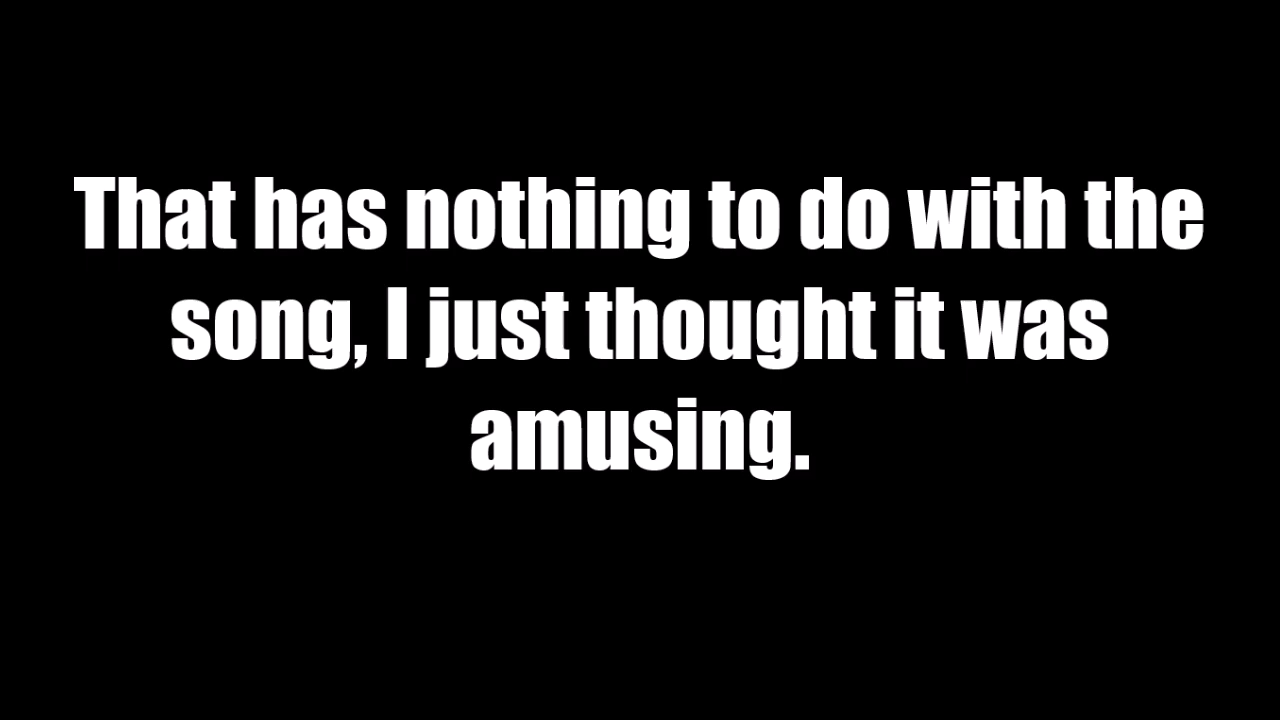 That has nothing to do with the
song, I just thought it was
amusing.